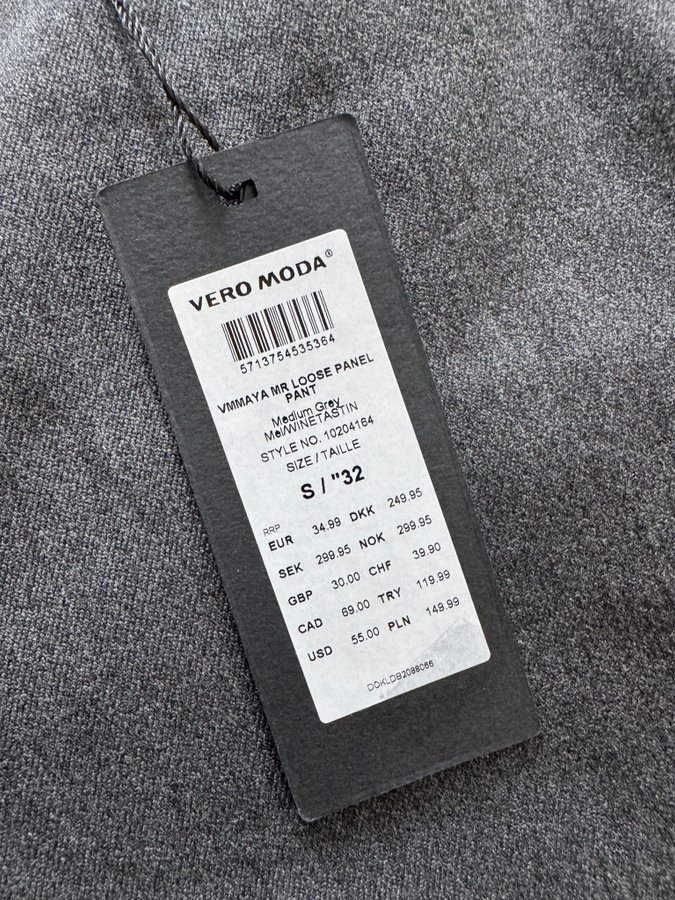 VERO MODA®
5713754535364
VMMAYA MR LOOSE PANEL
PANT
Medium Grey
Mel/WINETASTIN
STYLE NO. 10204164
SIZE / TAILLE
S / "32
RRP
EUR 34.99 DKK 249.95
SEK 299.95 NOK 299.95
GBP 30.00 CHF 39.90
CAD 69.00 TRY 119.99
USD 55.00 PLN 149.99
DOKLDB2098066